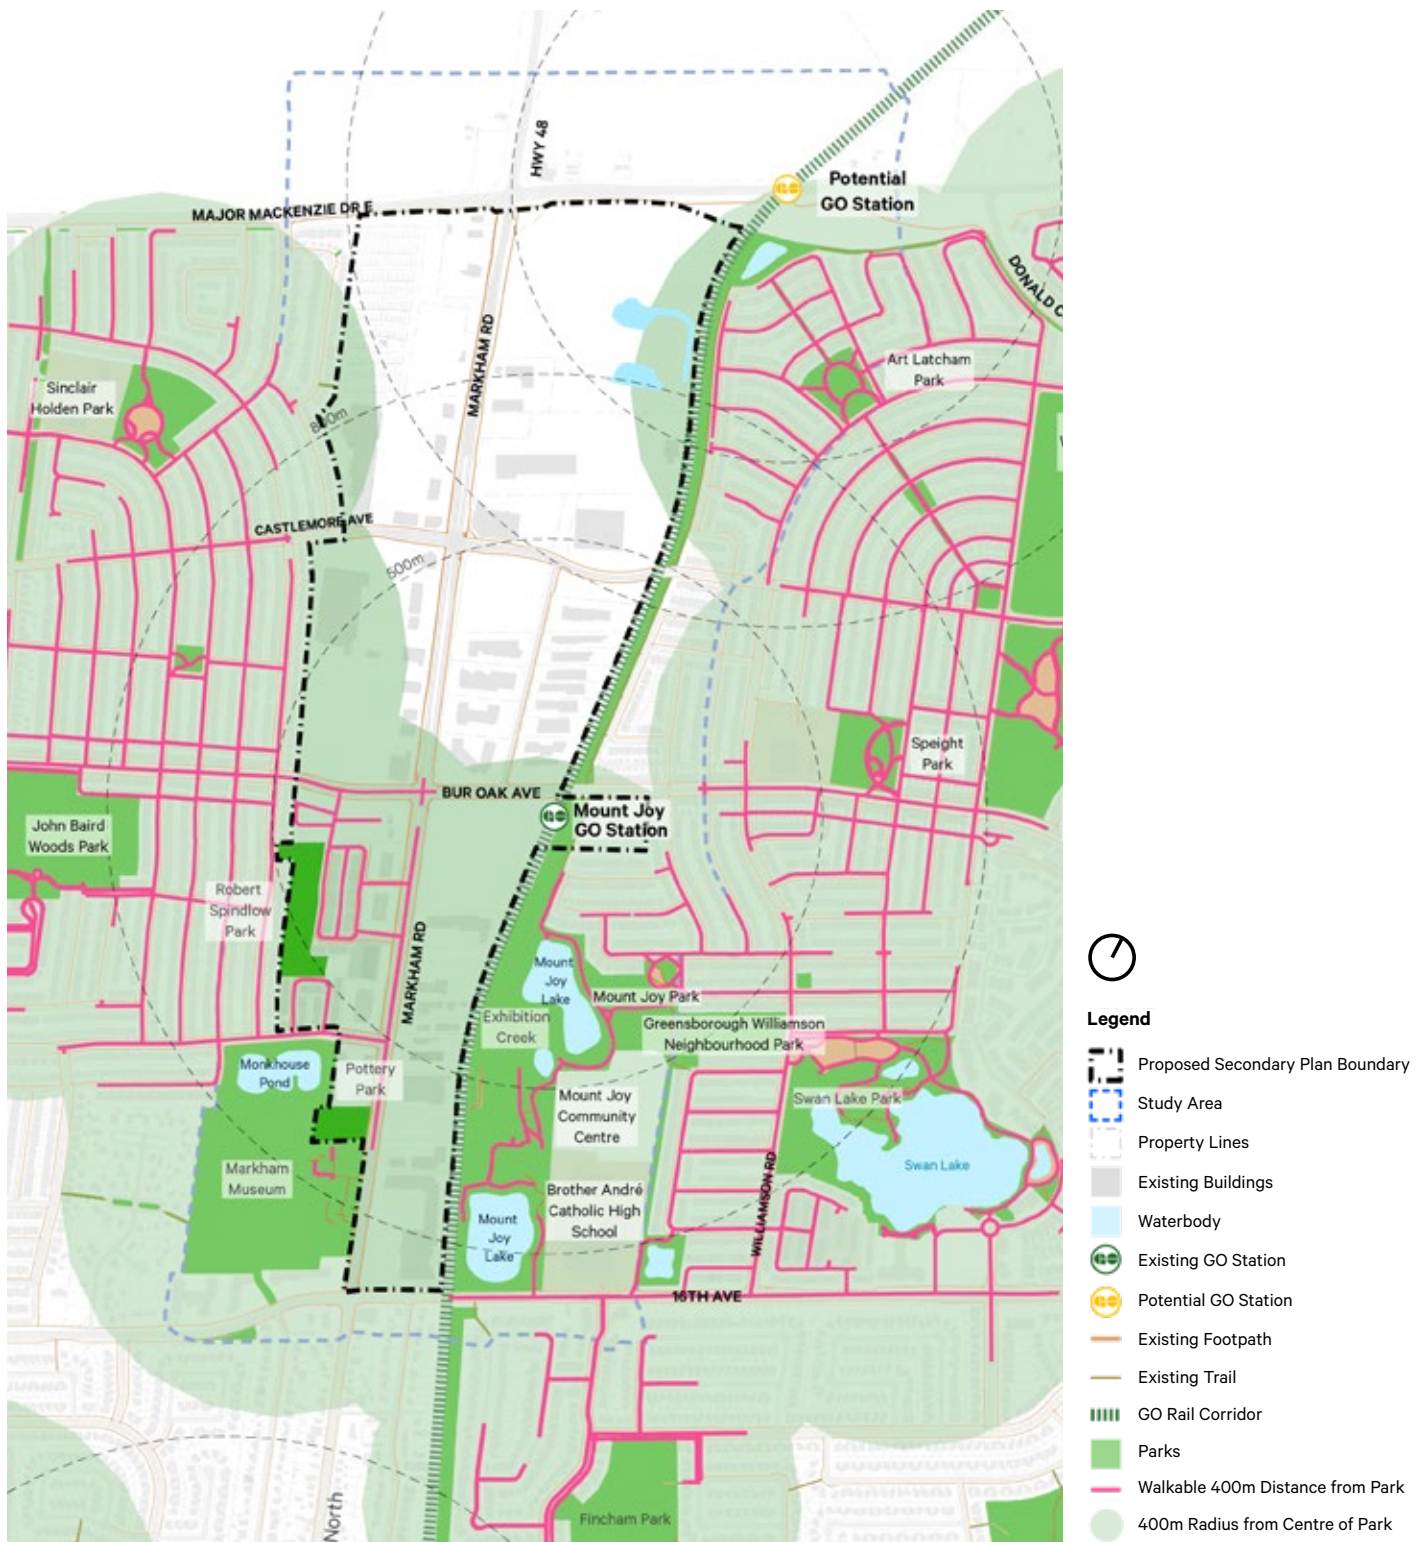 HWY 48
Potential
GO Station
GO
MAJOR MACKENZIE DR E
DONALD C
MARKHAM RD
Art Latcham
Park
Sinclair
Holden Park
800m
CASTLEMORE AVE
500m
Speight
Park
BUR OAK AVE
GO
Mount Joy
GO Station
John Baird
Woods Park
Robert
Spindlow
Park
MARKHAM RD
Mount
Joy
Lake
Mount Joy Park
Exhibition
Creek
Greensborough Williamson
Neighbourhood Park
Monkhouse
Pond
Pottery
Park
Mount Joy
Community
Centre
Swan Lake Park
Swan Lake
Markham
Museum
Brother André
Catholic High
School
WILLIAMSON RD
Mount
Joy
Lake
16TH AVE
North
Fincham Park
Legend
Proposed Secondary Plan Boundary
Study Area
Property Lines
Existing Buildings
Waterbody
GO
Existing GO Station
GO
Potential GO Station
Existing Footpath
Existing Trail
GO Rail Corridor
Parks
Walkable 400m Distance from Park
400m Radius from Centre of Park